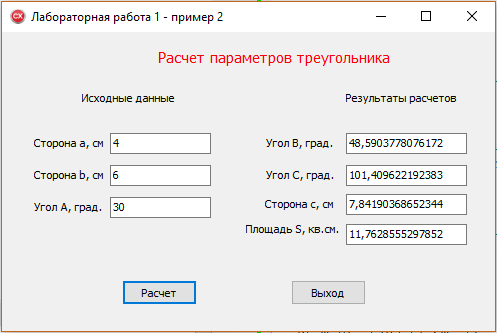 CX Лабораторная работа 1 - пример 2
Расчет параметров треугольника
Исходные данные Результаты расчетов
Сторона a, см 4 Угол B, град. 48,5903778076172
Сторона b, см 6 Угол C, град. 101,409622192383
Угол A, град. 30 Сторона c, см 7,84190368652344
Площадь S, кв.см. 11,7628555297852
Расчет Выход